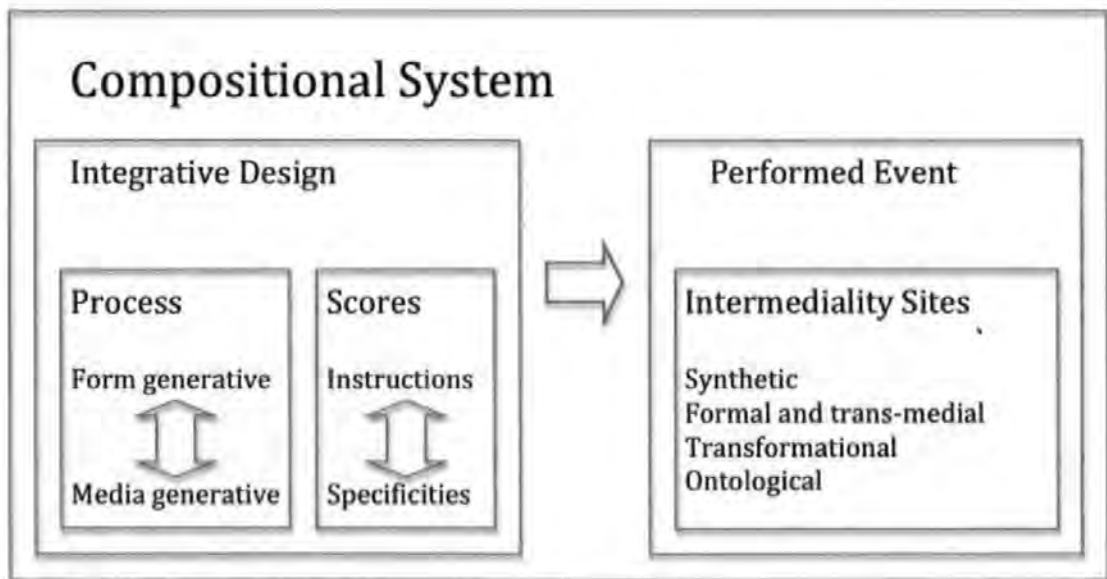 Compositional System
Integrative Design
Process
Form generative
Media generative
Scores
Instructions
Specificities
Performed Event
Intermediality Sites
Synthetic
Formal and trans-medial
Transformational
Ontological